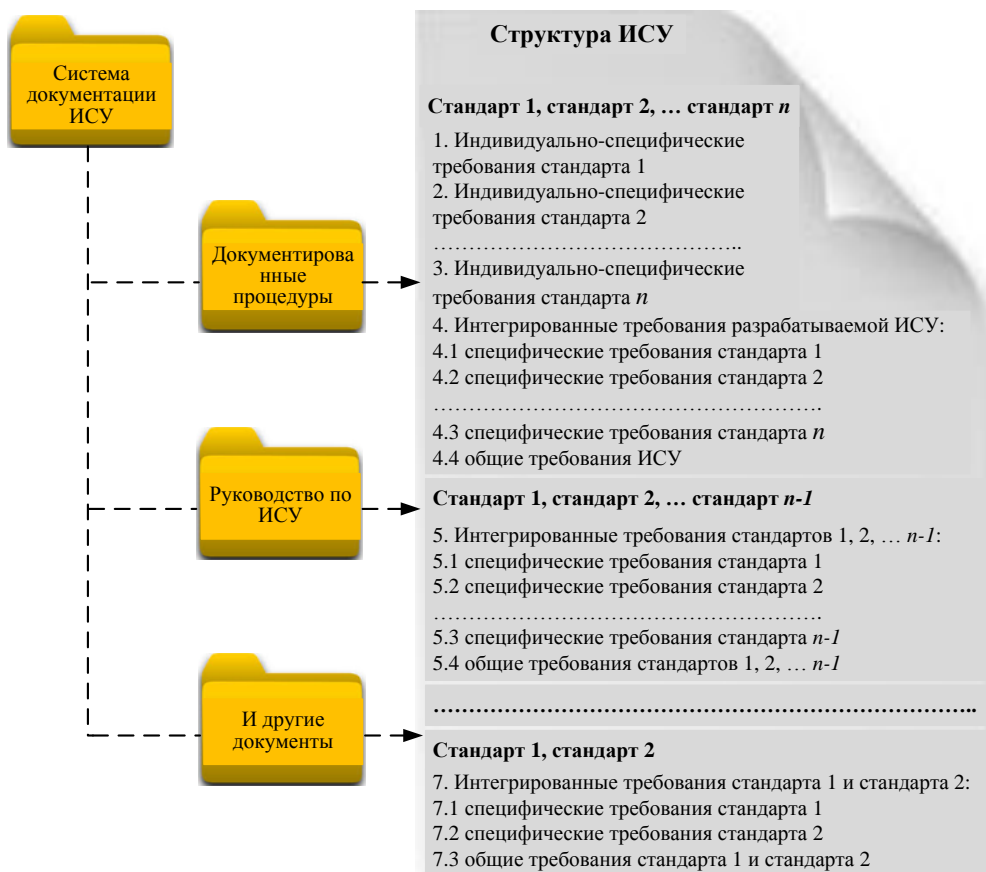 Структура ИСУ
Система
документации
ИСУ
Документирова
нные
процедуры
Руководство по
ИСУ
И другие
документы
Стандарт 1, стандарт 2, … стандарт n
1. Индивидуально-специфические
требования стандарта 1
2. Индивидуально-специфические
требования стандарта 2
……………………………………..
3. Индивидуально-специфические
требования стандарта n
4. Интегрированные требования разрабатываемой ИСУ:
4.1 специфические требования стандарта 1
4.2 специфические требования стандарта 2
……………………………………………….
4.3 специфические требования стандарта n
4.4 общие требования ИСУ
Стандарт 1, стандарт 2, … стандарт n-1
5. Интегрированные требования стандартов 1, 2, … n-1:
5.1 специфические требования стандарта 1
5.2 специфические требования стандарта 2
……………………………………………….
5.3 специфические требования стандарта n-1
5.4 общие требования стандартов 1, 2, … n-1
…………………………………………………………………..
Стандарт 1, стандарт 2
7. Интегрированные требования стандарта 1 и стандарта 2:
7.1 специфические требования стандарта 1
7.2 специфические требования стандарта 2
7.3 общие требования стандарта 1 и стандарта 2